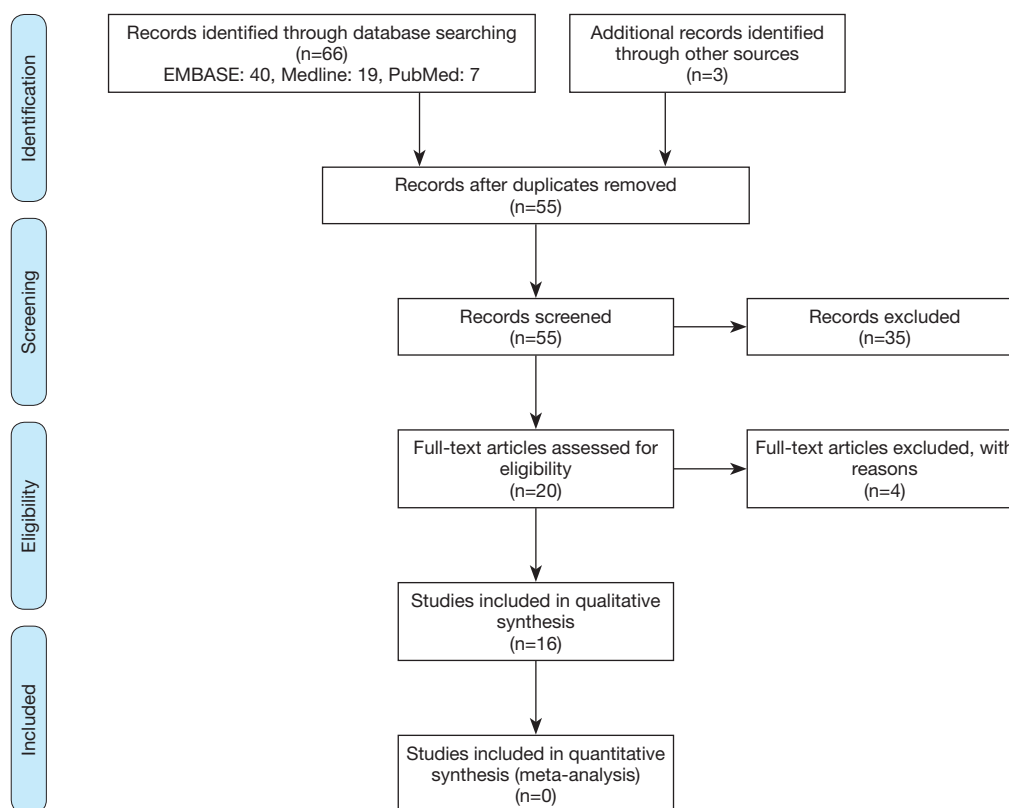 Identification
Records identified through database searching
(n=66)
EMBASE: 40, Medline: 19, PubMed: 7
Additional records identified
through other sources
(n=3)
Records after duplicates removed
(n=55)
Screening
Records screened
(n=55)
Records excluded
(n=35)
Eligibility
Full-text articles assessed for
eligibility
(n=20)
Full-text articles excluded, with
reasons
(n=4)
Studies included in qualitative
synthesis
(n=16)
Included
Studies included in quantitative
synthesis (meta-analysis)
(n=0)